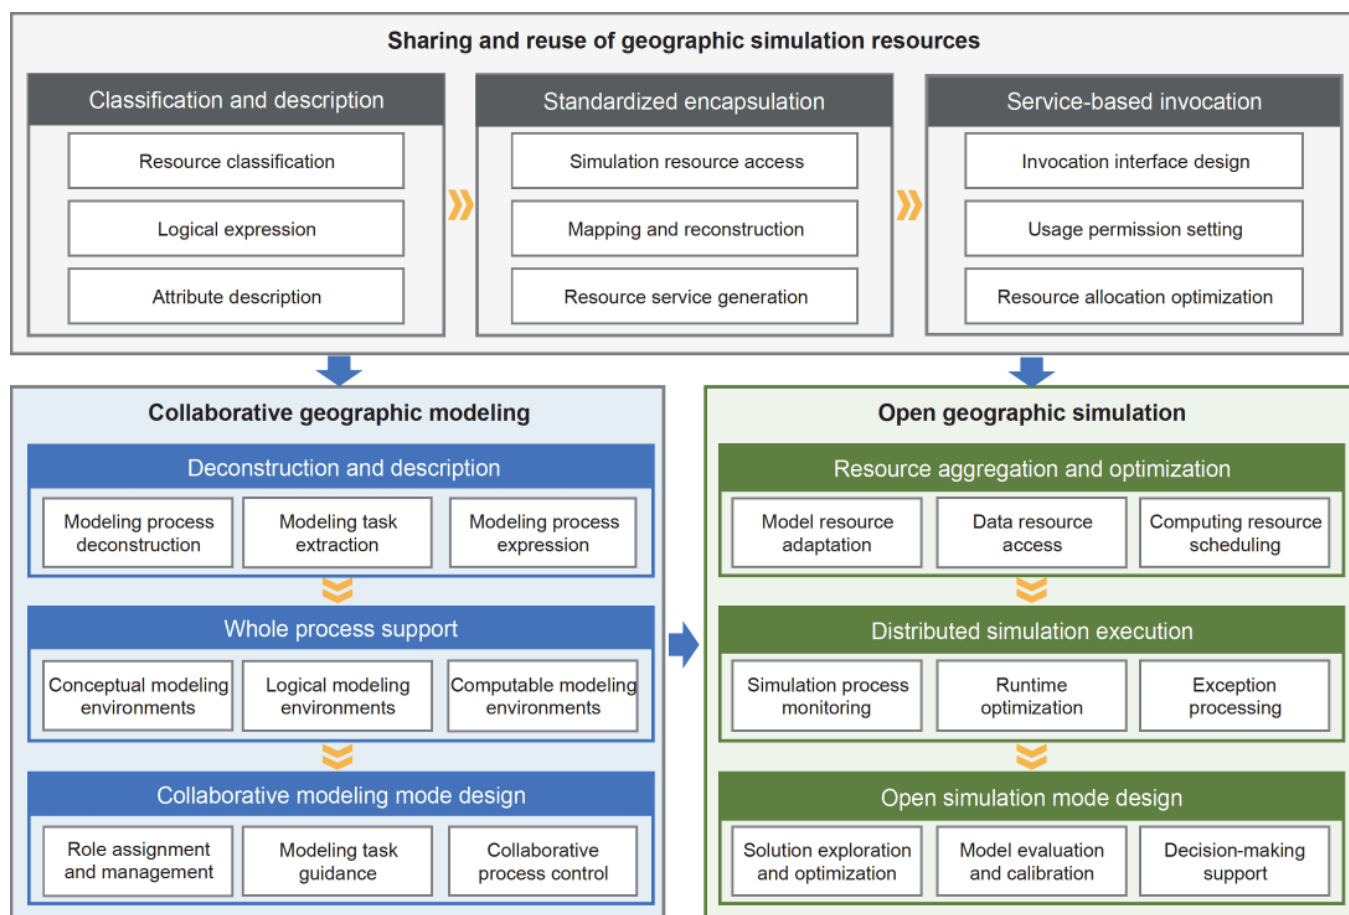 Sharing and reuse of geographic simulation resources
Classification and description
Resource classification
Logical expression
Attribute description
Standardized encapsulation
Simulation resource access
Mapping and reconstruction
Resource service generation
Service-based invocation
Invocation interface design
Usage permission setting
Resource allocation optimization
Collaborative geographic modeling
Deconstruction and description
Modeling process
deconstruction
Modeling task
extraction
Modeling process
expression
Whole process support
Conceptual modeling
environments
Logical modeling
environments
Computable modeling
environments
Collaborative modeling mode design
Role assignment
and management
Modeling task
guidance
Collaborative
process control
Open geographic simulation
Resource aggregation and optimization
Model resource
adaptation
Data resource
access
Computing resource
scheduling
Distributed simulation execution
Simulation process
monitoring
Runtime
optimization
Exception
processing
Open simulation mode design
Solution exploration
and optimization
Model evaluation
and calibration
Decision-making
support